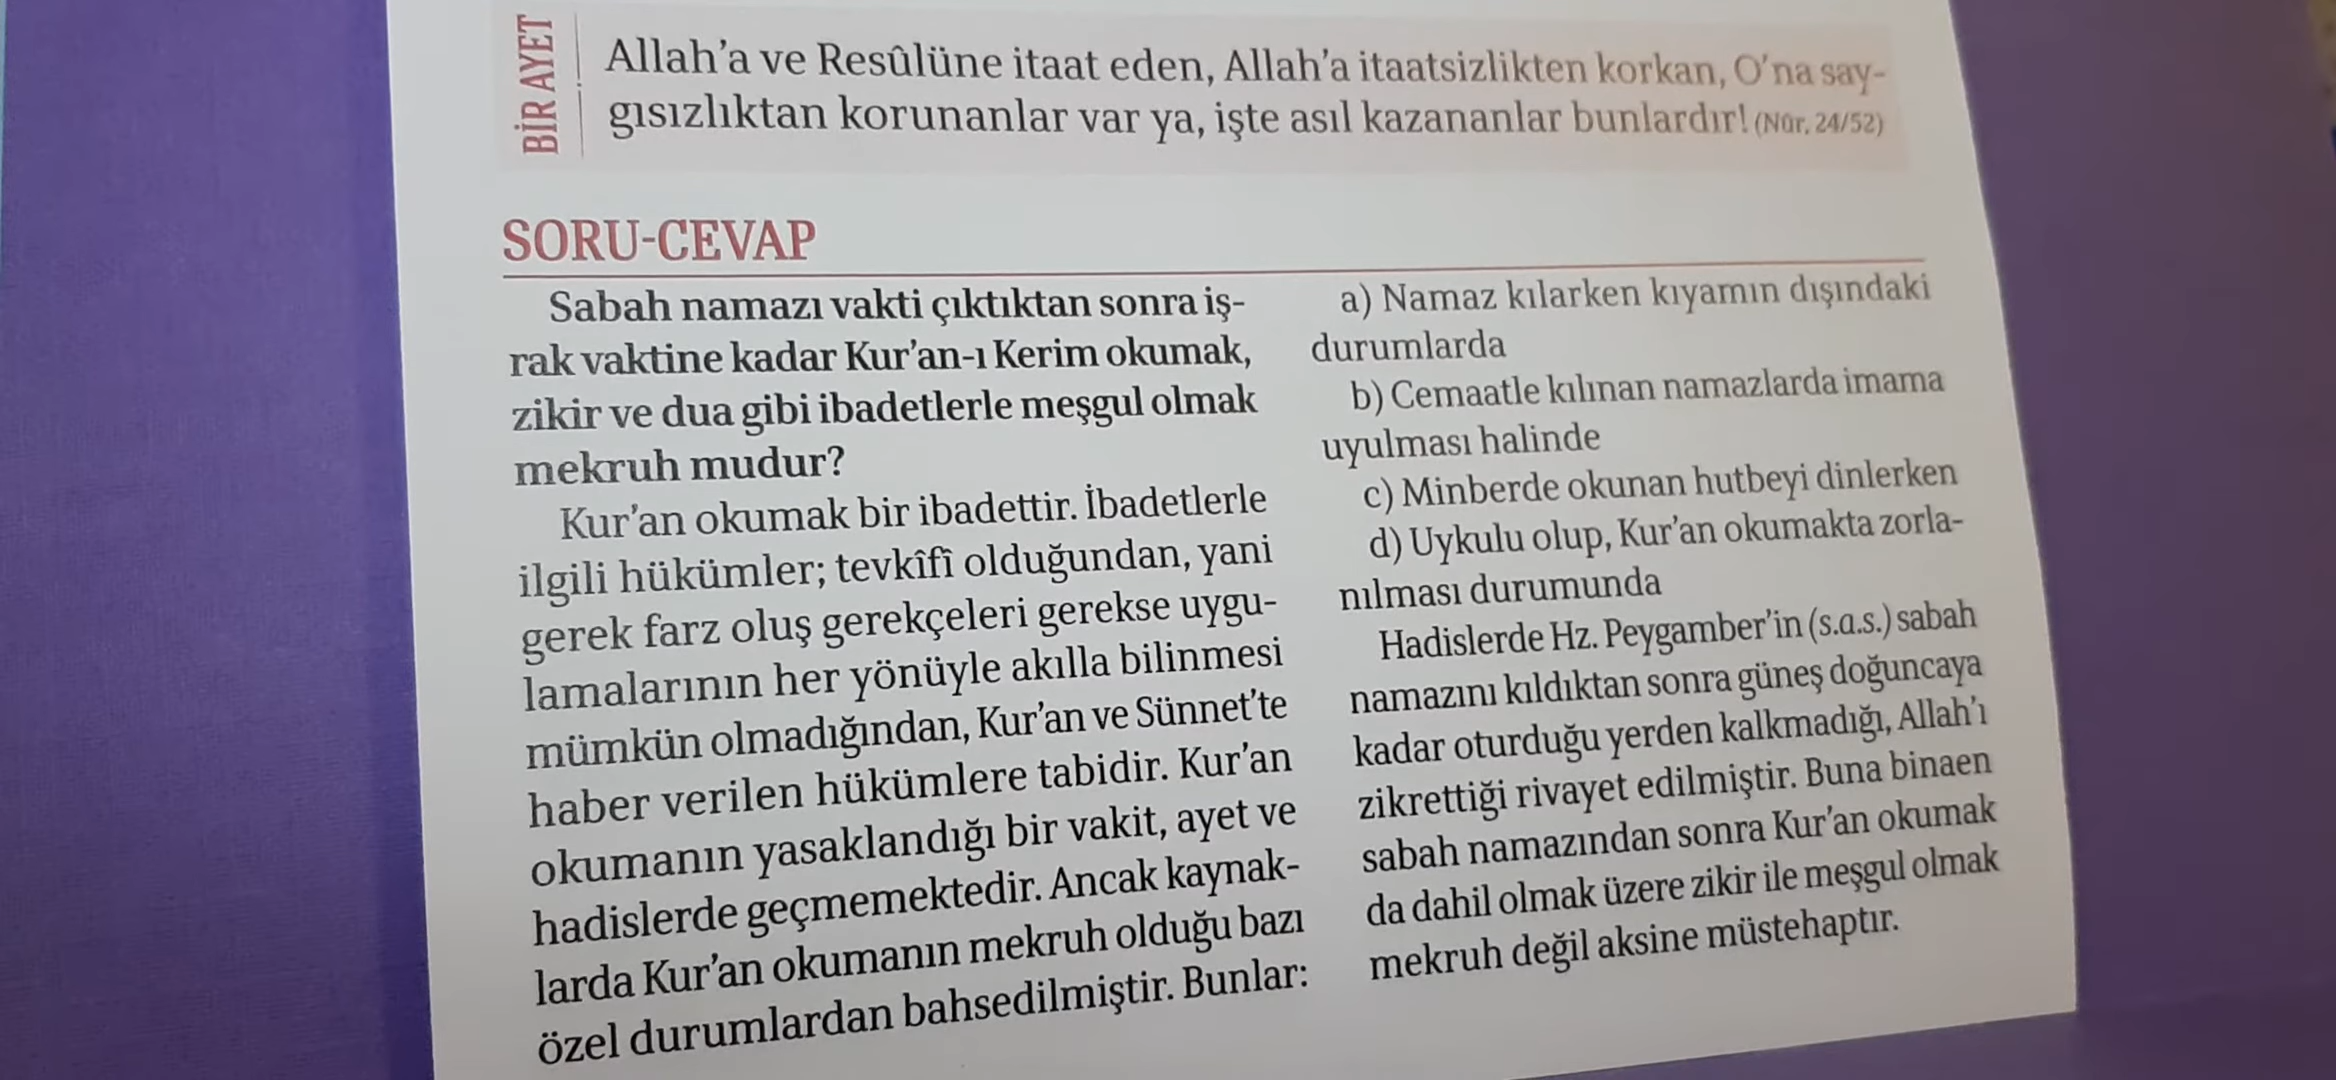 BİR AYET
Allah'a ve Resûlüne itaat eden, Allah'a itaatsizlikten korkan, O'na say-
gısızlıktan korunanlar var ya, işte asıl kazananlar bunlardır! (Nûr, 24/52)
SORU-CEVAP
Sabah namazı vakti çıktıktan sonra iş-
rak vaktine kadar Kur'an-ı Kerim okumak,
zikir ve dua gibi ibadetlerle meşgul olmak
mekruh mudur?
Kur'an okumak bir ibadettir. İbadetlerle
ilgili hükümler; tevkîfî olduğundan, yani
gerek farz oluş gerekçeleri gerekse uygu-
lamalarının her yönüyle akılla bilinmesi
mümkün olmadığından, Kur'an ve Sünnet'te
haber verilen hükümlere tabidir. Kur'an
okumanın yasaklandığı bir vakit, ayet ve
hadislerde geçmemektedir. Ancak kaynak-
larda Kur'an okumanın mekruh olduğu bazı
özel durumlardan bahsedilmiştir. Bunlar:
a) Namaz kılarken kıyamın dışındaki
durumlarda
b) Cemaatle kılınan namazlarda imama
uyulması halinde
c) Minberde okunan hutbeyi dinlerken
d) Uykulu olup, Kur'an okumakta zorla-
nılması durumunda
Hadislerde Hz. Peygamber'in (s.a.s.) sabah
namazını kıldıktan sonra güneş doğuncaya
kadar oturduğu yerden kalkmadığı, Allah'ı
zikrettiği rivayet edilmiştir. Buna binaen
sabah namazından sonra Kur'an okumak
da dahil olmak üzere zikir ile meşgul olmak
mekruh değil aksine müstehaptır.